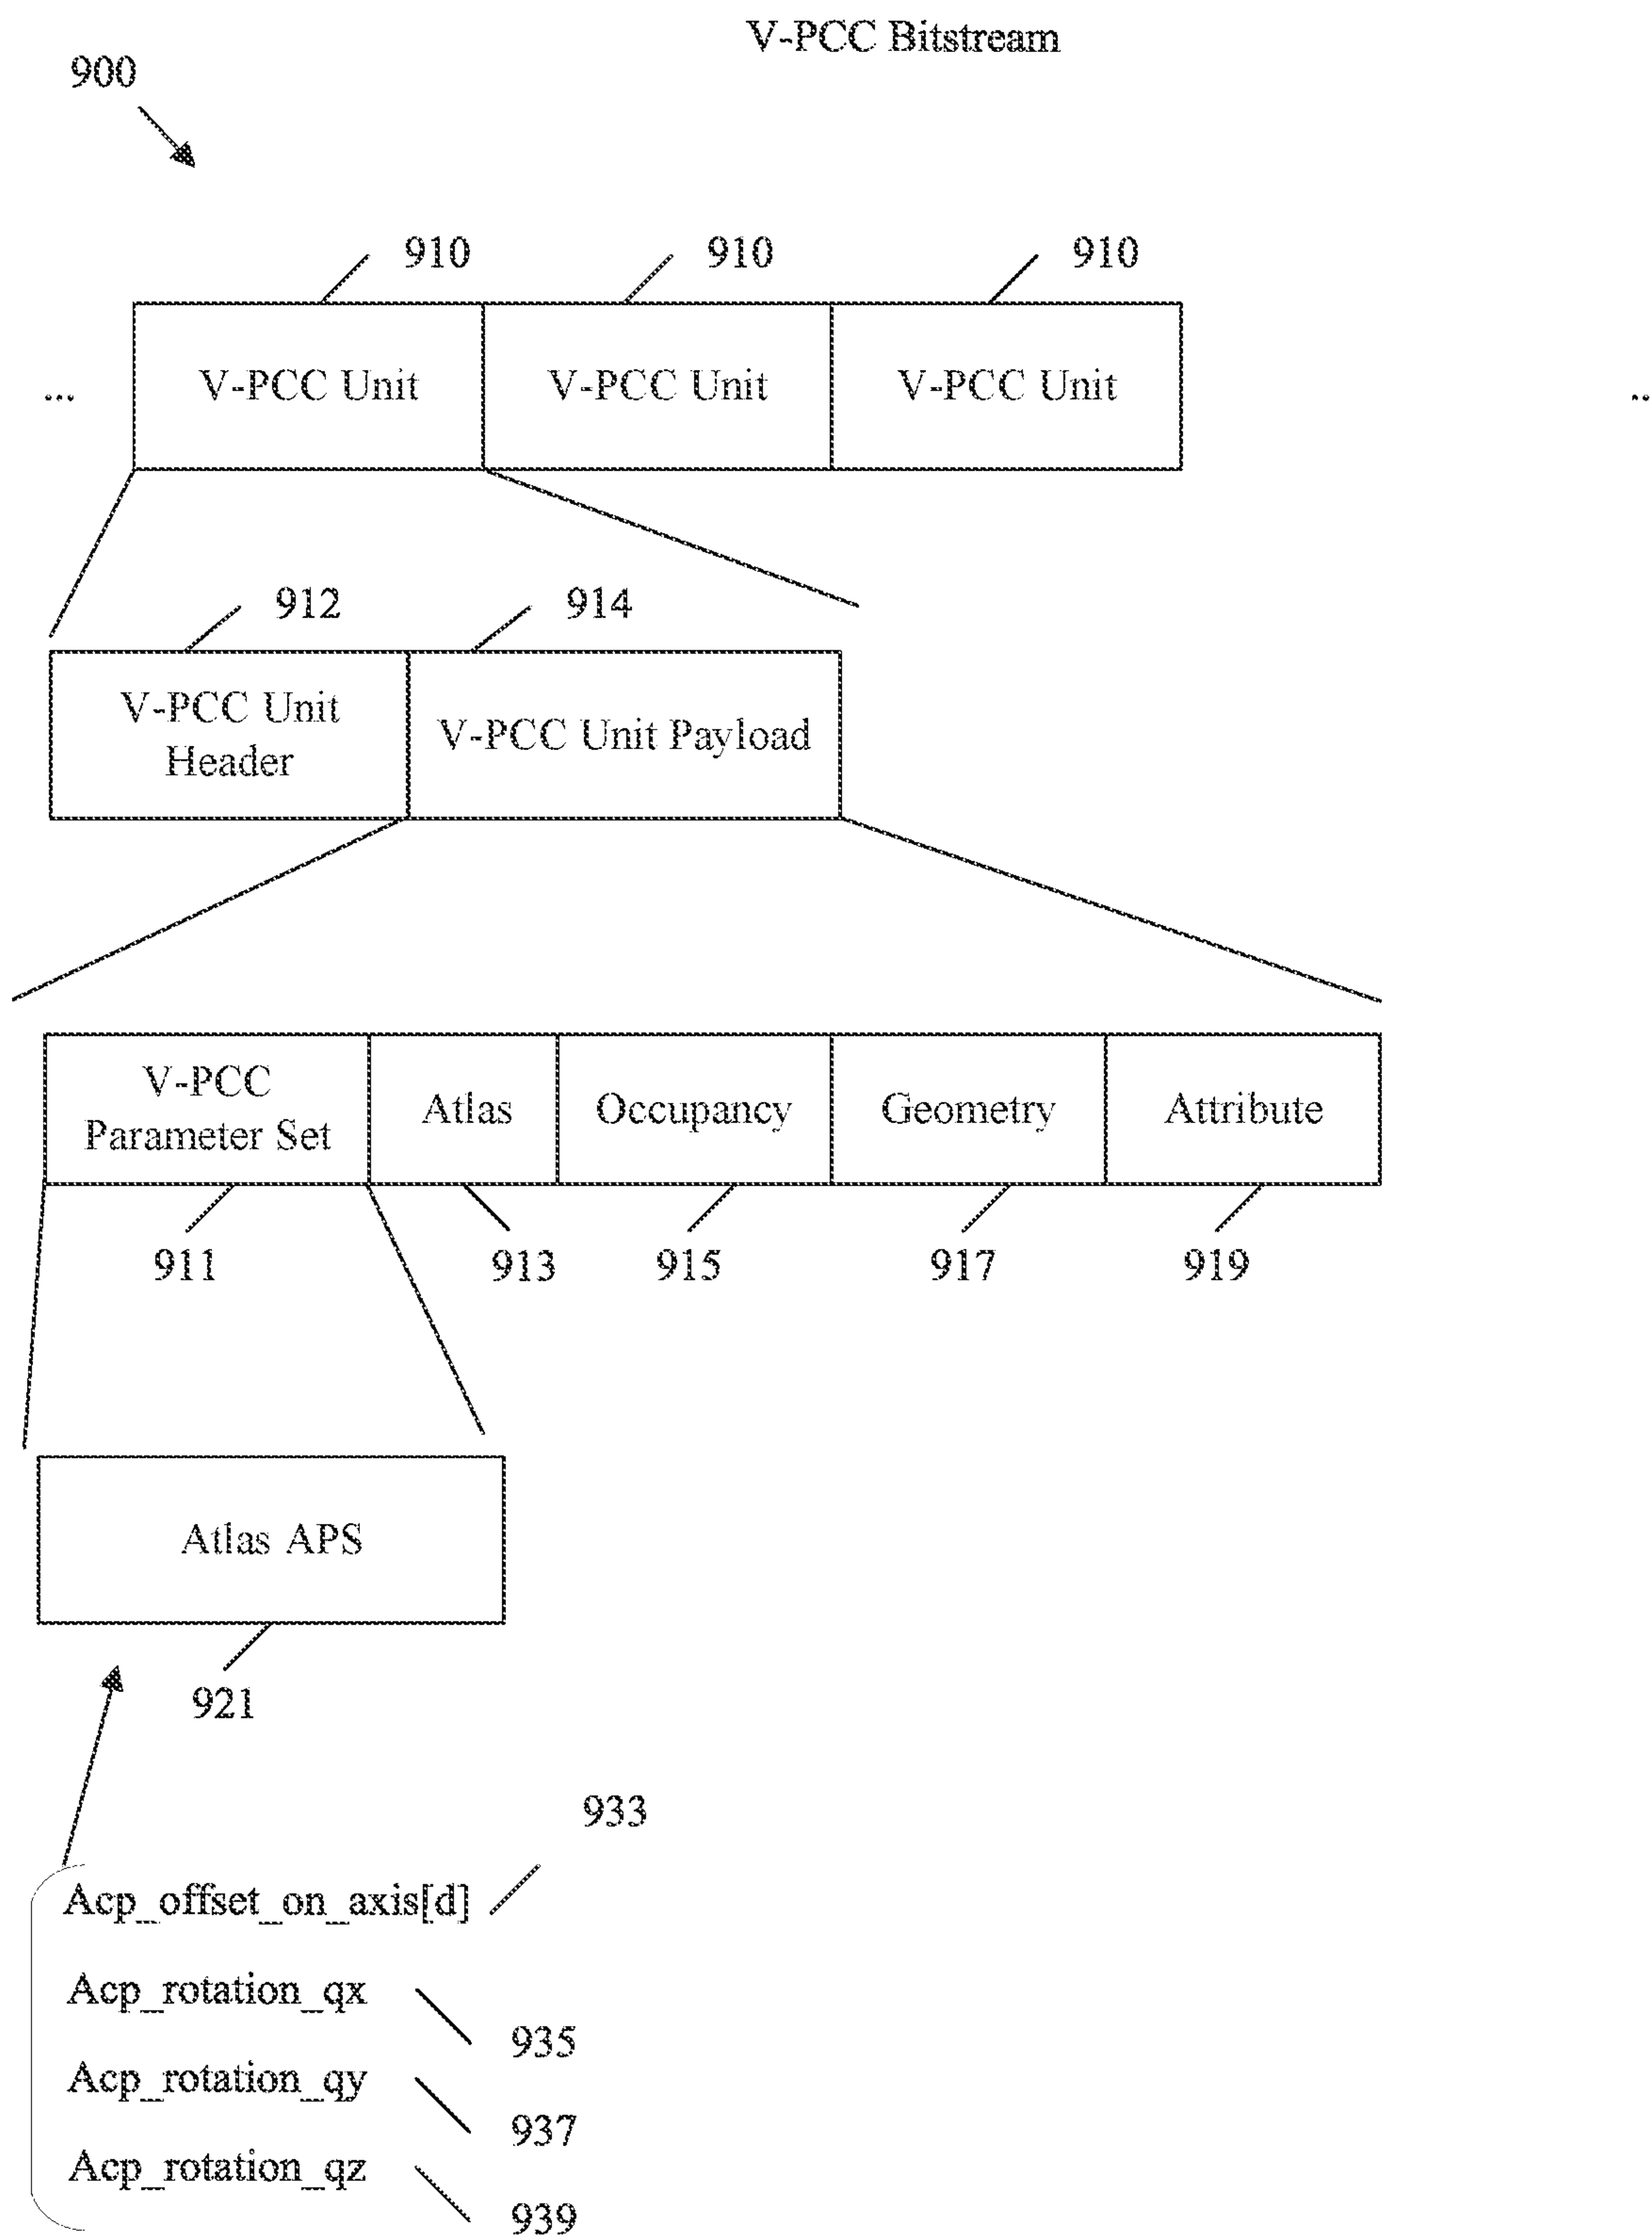 V-PCC Bitstream
900
910 910 910
... V-PCC Unit V-PCC Unit V-PCC Unit ..
912 914
V-PCC Unit
Header
V-PCC Unit Payload
V-PCC
Parameter Set
Atlas Occupancy Geometry Attribute
911 913 915 917 919
Atlas APS
921
933
Acp_offset_on_axis[d]
Acp_rotation_qx
935
Acp_rotation_qy
937
Acp_rotation_qz
939